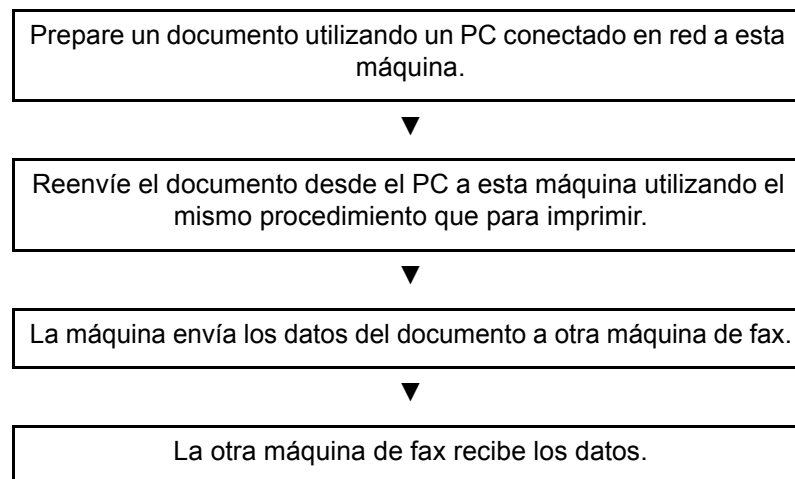 Prepare un documento utilizando un PC conectado en red a esta
máquina.
▼
Reenvíe el documento desde el PC a esta máquina utilizando el
mismo procedimiento que para imprimir.
▼
La máquina envía los datos del documento a otra máquina de fax.
▼
La otra máquina de fax recibe los datos.